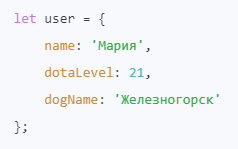 let user = {
    name: 'Мария',
    dotaLevel: 21,
    dogName: 'Железногорск'
};